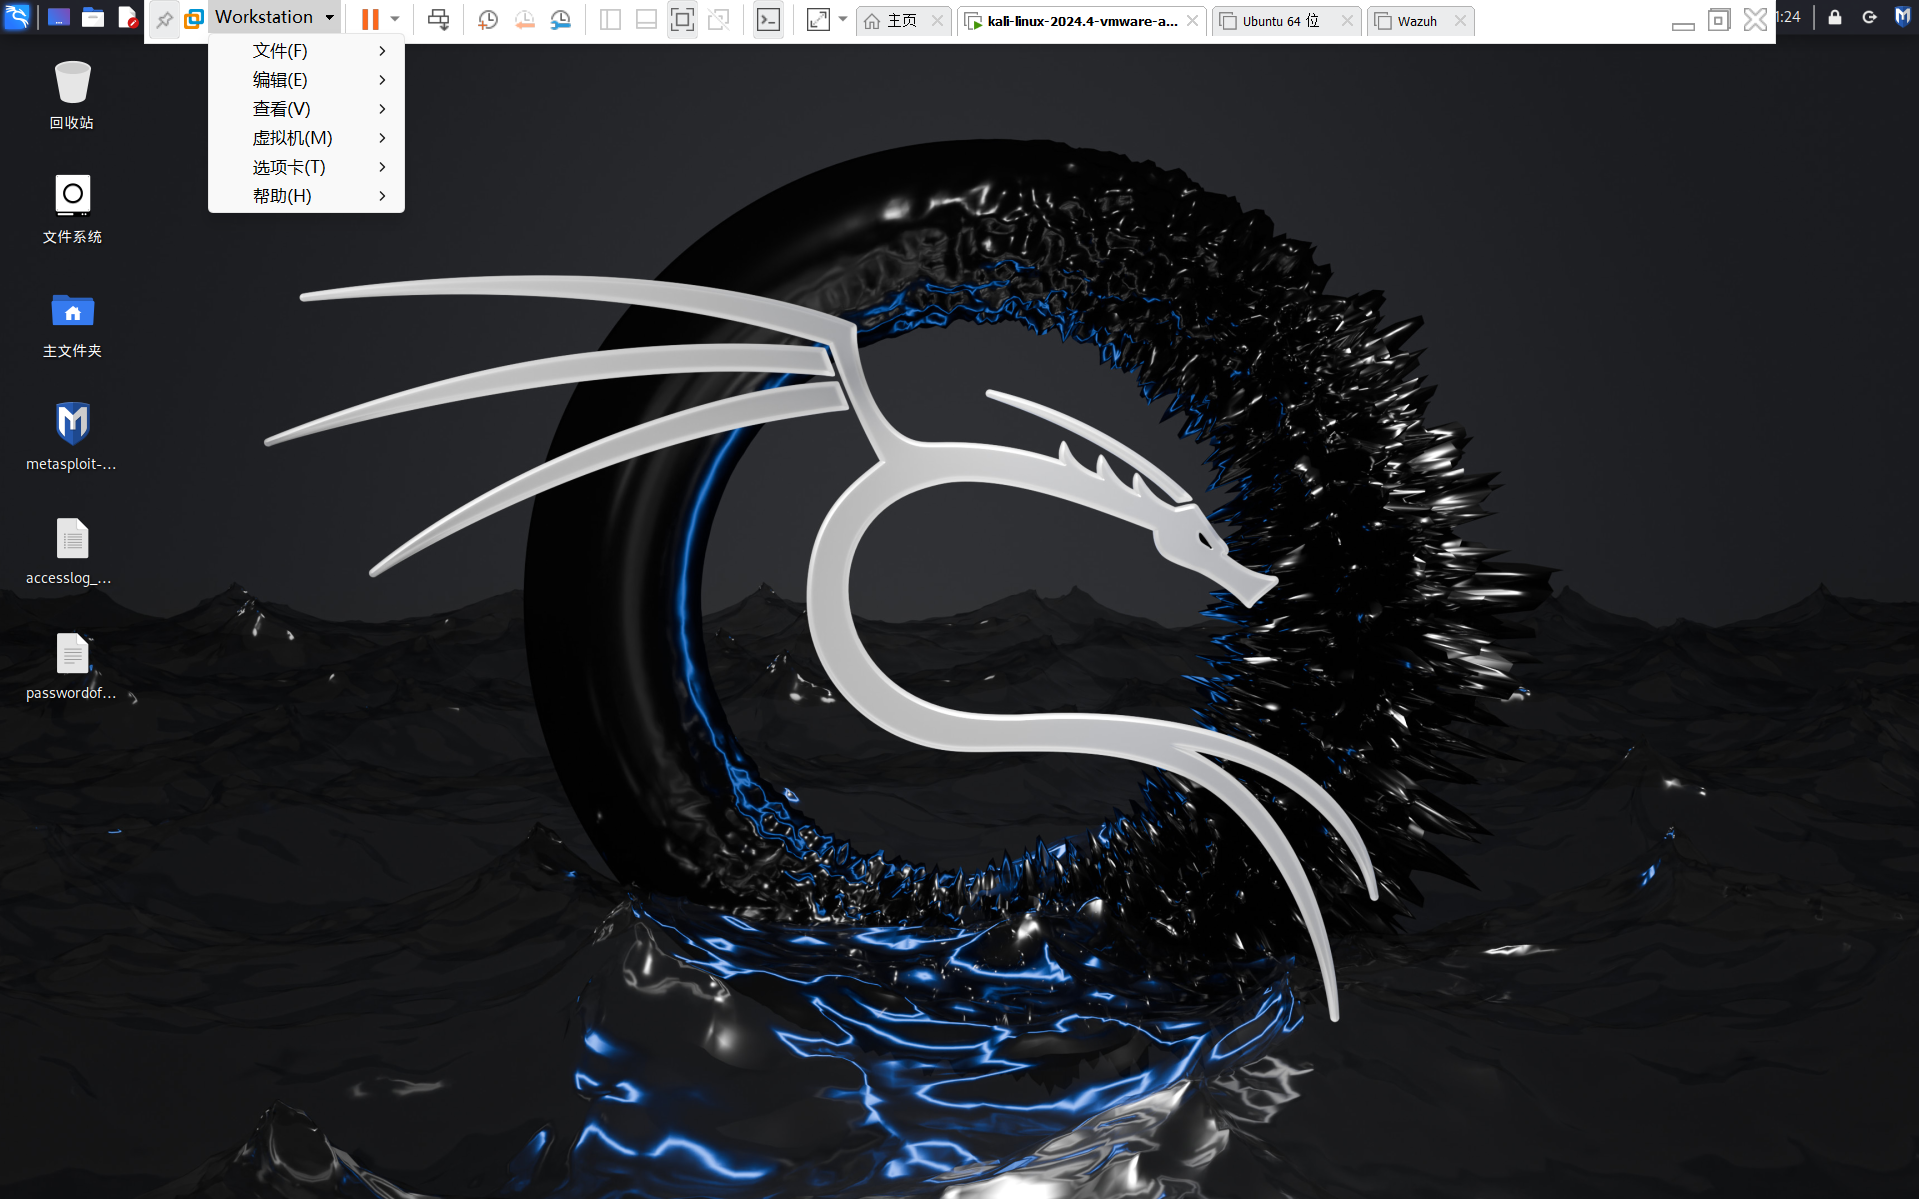 Workstation
主页
kali-linux-2024.4-vmware-a...
Ubuntu 64 位
Wazuh
1:24
文件(F)
编辑(E)
查看(V)
虚拟机(M)
选项卡(T)
帮助(H)
回收站
文件系统
主文件夹
metasploit-...
accesslog_...
passwordof...